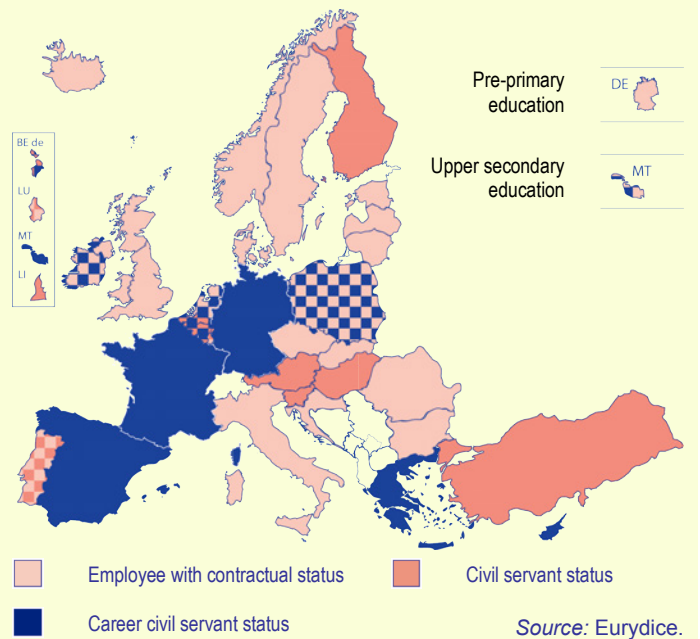 Pre-primary
education
DE
Upper secondary
education
MT
BE de
LU
MT
LI
Employee with contractual status
Civil servant status
Career civil servant status
Source: Eurydice.